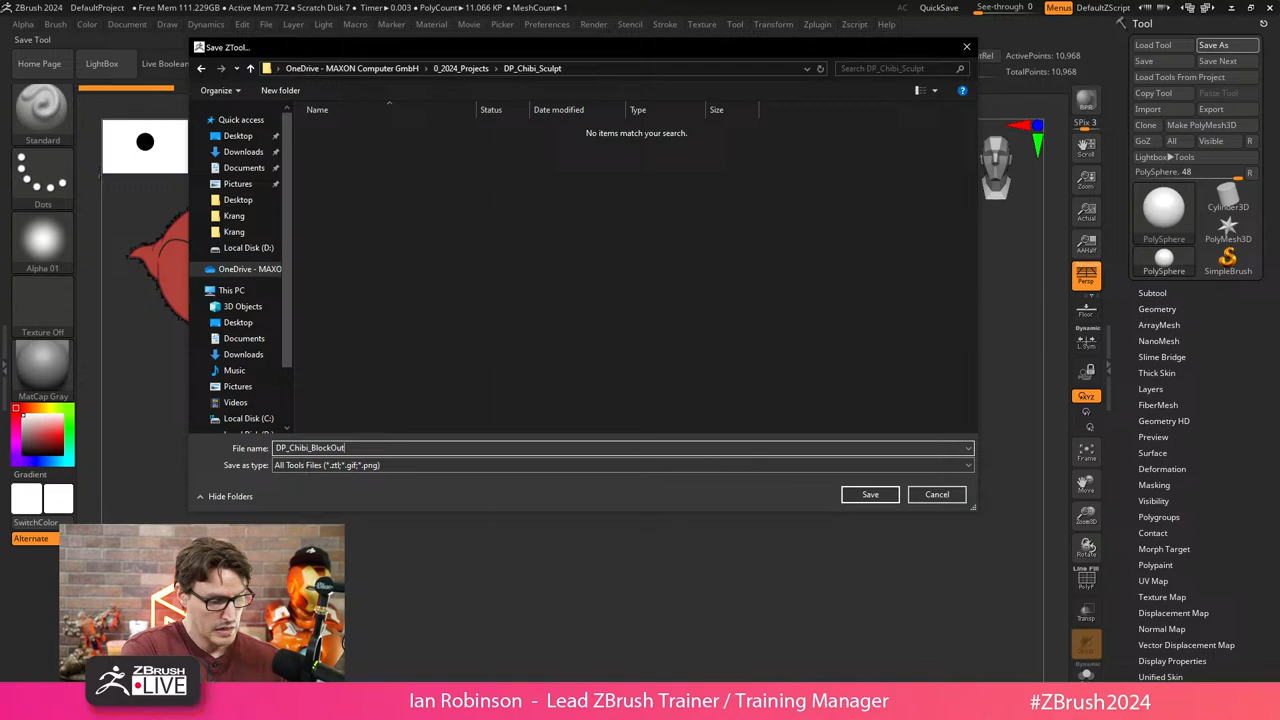 ZBrush 2024 DefaultProject • Free Mem 111.229GB • Active Mem 772 • Scratch Disk 7 • Timer▶0.003 • PolyCount▶11.066 KP • MeshCount▶1
AC QuickSave See-through 0 Menus DefaultZScript
Alpha Brush Color Document Draw Dynamics Edit File Layer Light Macro Marker Material Movie Picker Preferences Render Stencil Stroke Texture Tool Transform Zplugin Zscript Help
Save Tool
Home Page LightBox Live Boolean
Standard
Dots
Alpha 01
Texture Off
MatCap Gray
Gradient
SwitchColor
Alternate
Save ZTool...
OneDrive - MAXON Computer GmbH 0_2024_Projects DP_Chibi_Sculpt
Search DP_Chibi_Sculpt
Organize New folder
Name Status Date modified Type Size
No items match your search.
Quick access
Desktop
Downloads
Documents
Pictures
Desktop
Krang
Krang
Local Disk (D:)
OneDrive - MAXO
This PC
3D Objects
Desktop
Documents
Downloads
Music
Pictures
Videos
Local Disk (C:)
File name: DP_Chibi_BlockOut
Save as type: All Tools Files (*.ztl;*.gif;*.png)
Hide Folders
Save Cancel
ActivePoints: 10,968
TotalPoints: 10,968
BPR
SPix 3
Scroll
Zoom
Actual
AAHalf
Persp
Floor
Dynamic
L.Sym
XYZ
Frame
Move
Zoom3D
Rotate
Line Fill
PolyF
Transp
Dynamic
Tool
Load Tool Save As
Save Save Next
Load Tools From Project
Copy Tool Paste Tool
Import Export
Clone Make PolyMesh3D
GoZ All Visible R
Lightbox▶Tools
PolySphere. 48 R
PolySphere
Cylinder3D
PolyMesh3D
PolySphere
SimpleBrush
Subtool
Geometry
ArrayMesh
NanoMesh
Slime Bridge
Thick Skin
Layers
FiberMesh
Geometry HD
Preview
Surface
Deformation
Masking
Visibility
Polygroups
Contact
Morph Target
Polypaint
UV Map
Texture Map
Displacement Map
Normal Map
Vector Displacement Map
Display Properties
Unified Skin
ZBRUSH
LIVE
Ian Robinson - Lead ZBrush Trainer / Training Manager
#ZBrush2024